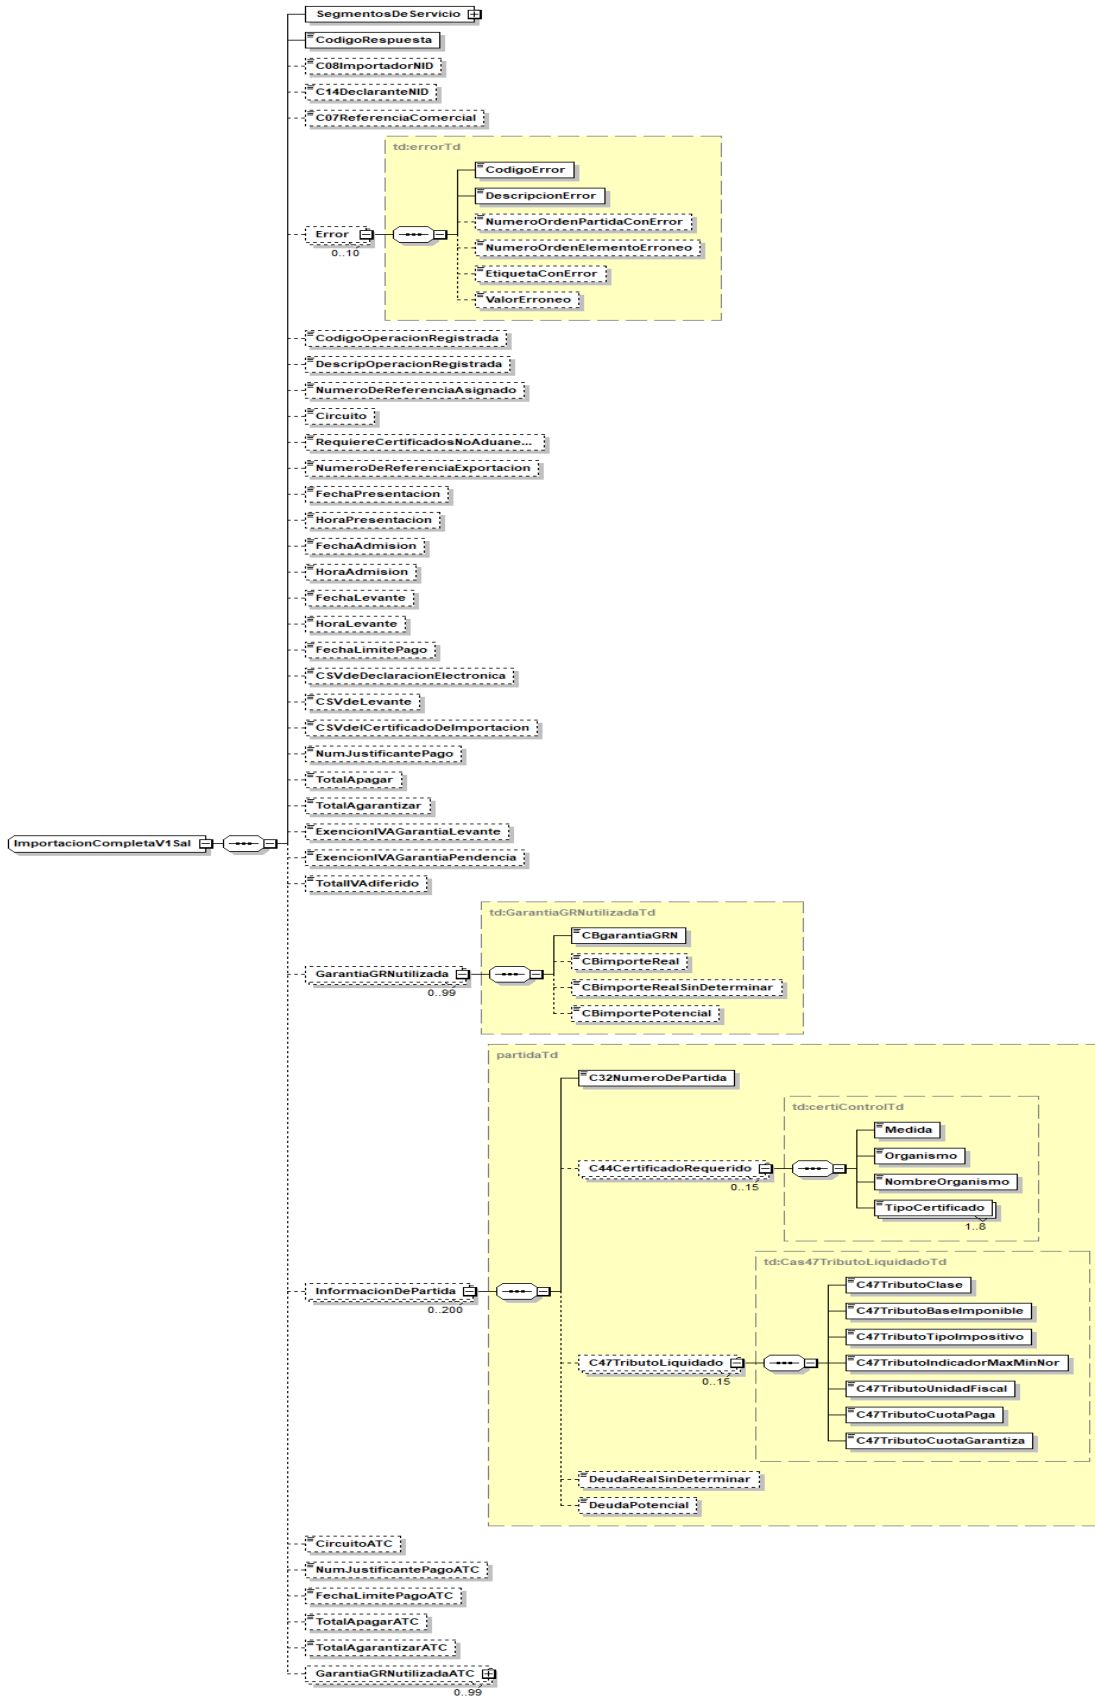 SegmentosDeServicio
CodigoRespuesta
C08ImportadorNID
C14DeclaranteNID
C07ReferenciaComercial
td:errorTd
CodigoError
DescripcionError
NumeroOrdenPartidaConError
Error
NumeroOrdenElementoErroneo
0..10
EtiquetaConError
ValorErroneo
CodigoOperacionRegistrada
DescripOperacionRegistrada
NumeroDeReferenciaAsignado
Circuito
RequiereCertificadosNoAduane...
NumeroDeReferenciaExportacion
FechaPresentacion
HoraPresentacion
FechaAdmision
HoraAdmision
FechaLevante
HoraLevante
FechaLimitePago
CSVdeDeclaracionElectronica
CSVdeLevante
CSVdelCertificadoDeImportacion
NumJustificantePago
TotalApagar
TotalAgarantizar
ExencionIVAGarantiaLevante
ImportacionCompletaV1Sal
ExencionIVAGarantiaPendencia
TotalIVAdiferido
td:GarantiaGRNutilizadaTd
CBgarantiaGRN
CBimporteReal
GarantiaGRNutilizada
0..99
CBimporteRealSinDeterminar
CBimportePotencial
partidaTd
C32NumeroDePartida
td:certiControlTd
Medida
Organismo
C44CertificadoRequerido
0..15
NombreOrganismo
TipoCertificado
1..8
td:Cas47TributoLiquidadoTd
C47TributoClase
InformacionDePartida
0..200
C47TributoBaseImponible
C47TributoTipoImpositivo
C47TributoLiquidado
0..15
C47TributoIndicadorMaxMinNor
C47TributoUnidadFiscal
C47TributoCuotaPaga
C47TributoCuotaGarantiza
DeudaRealSinDeterminar
DeudaPotencial
CircuitoATC
NumJustificantePagoATC
FechaLimitePagoATC
TotalApagarATC
TotalAgarantizarATC
GarantiaGRNutilizadaATC
0..99